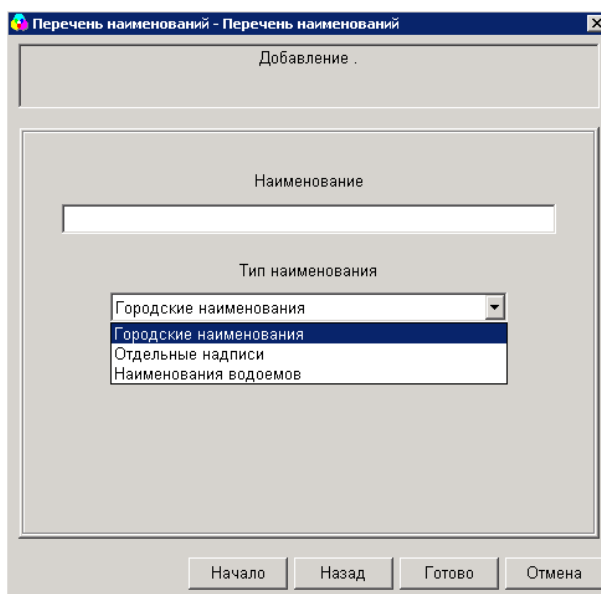 Перечень наименований - Перечень наименований
Добавление .
Наименование
Тип наименования
Городские наименования
Городские наименования
Отдельные надписи
Наименования водоемов
Начало Назад Готово Отмена